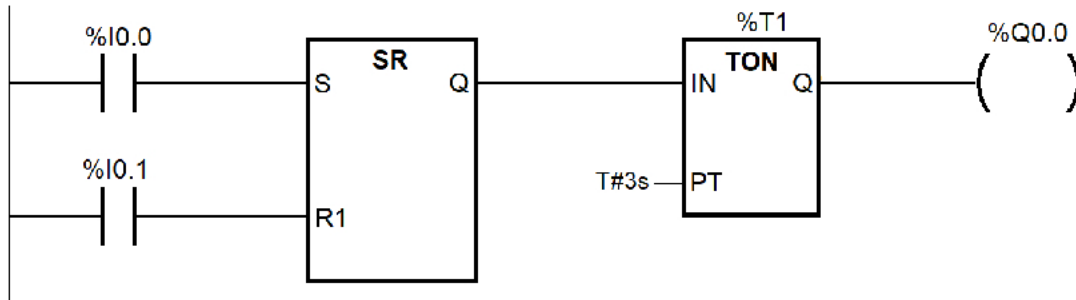 %T1
%I0.0
%Q0.0
SR
TON
S
Q
IN
Q
%I0.1
T#3s
PT
R1